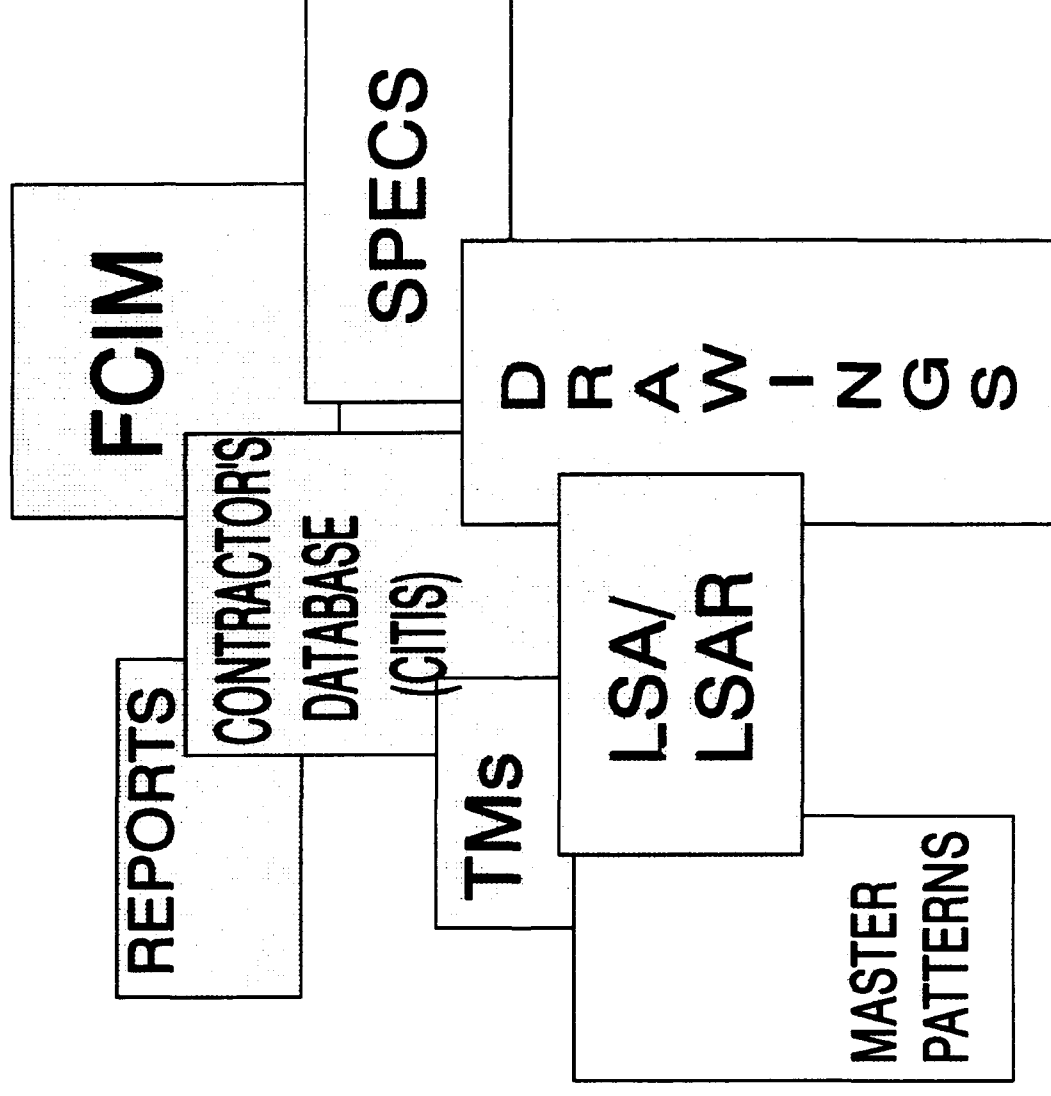 REPORTS
FCIM
CONTRACTOR'S
DATABASE
(CITIS)
SPECS
TMs
LSA/
LSAR
DRAWINGS
MASTER
PATTERNS